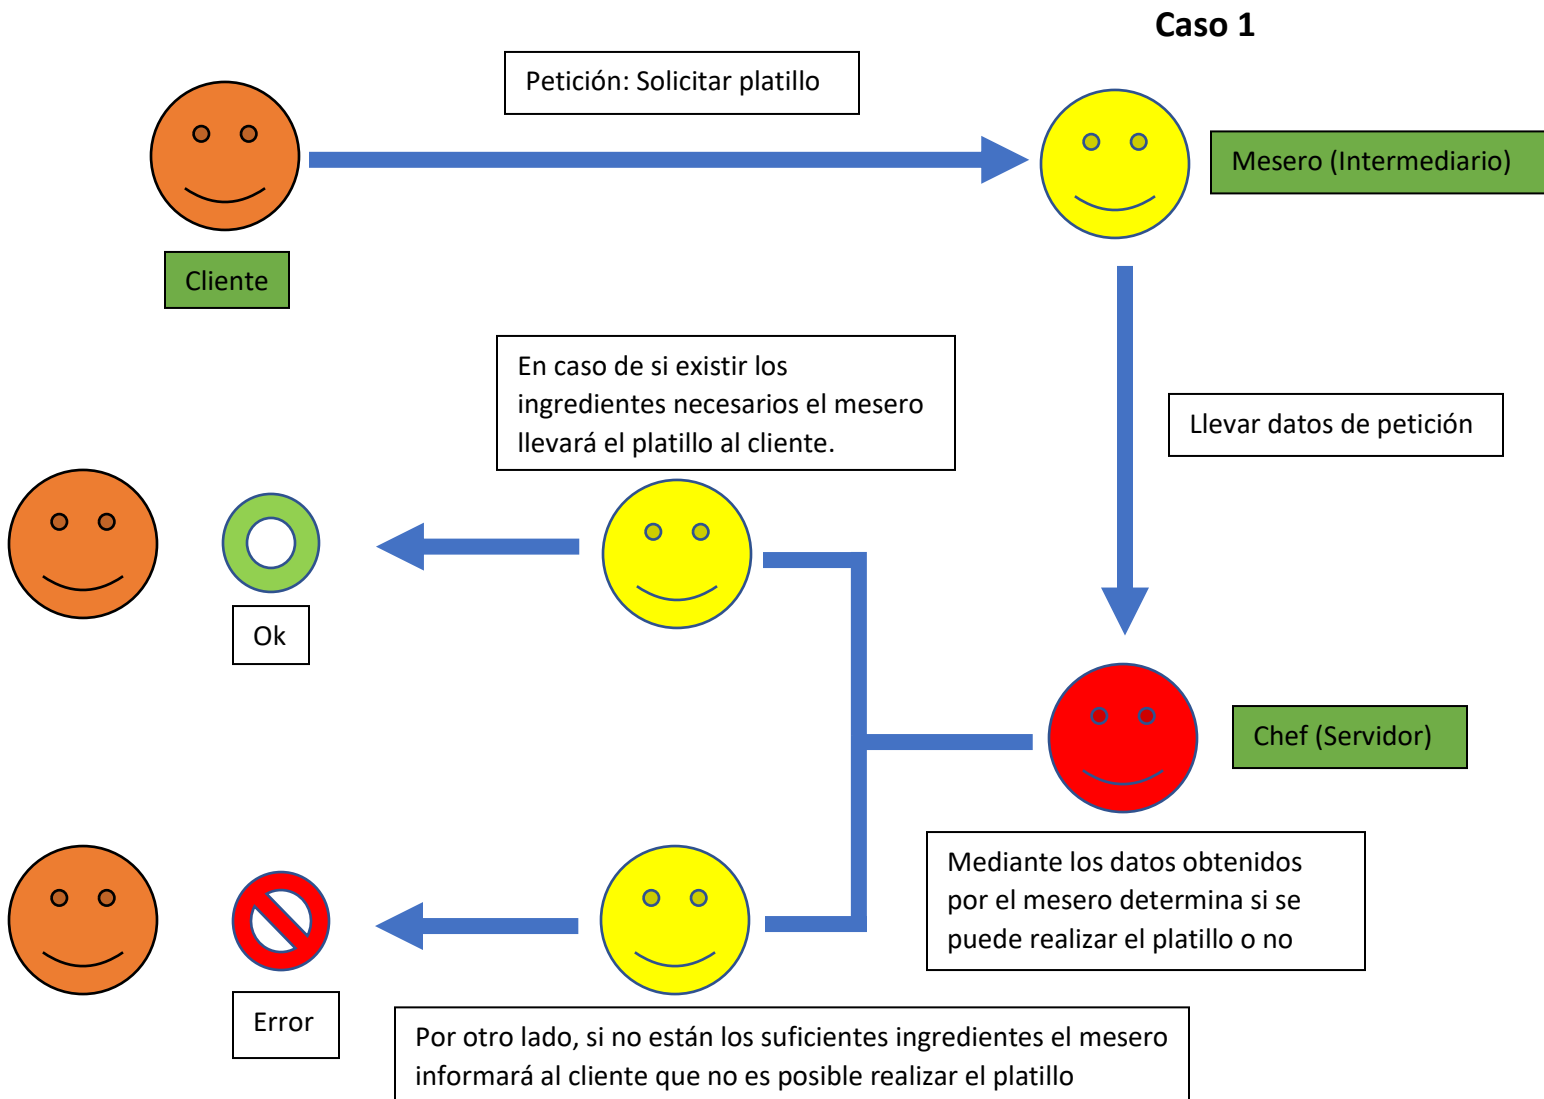 Caso 1
Petición: Solicitar platillo
Mesero (Intermediario)
Cliente
En caso de si existir los
ingredientes necesarios el mesero
llevará el platillo al cliente.
Llevar datos de petición
Ok
Chef (Servidor)
Mediante los datos obtenidos
por el mesero determina si se
puede realizar el platillo o no
Error
Por otro lado, si no están los suficientes ingredientes el mesero
informará al cliente que no es posible realizar el platillo